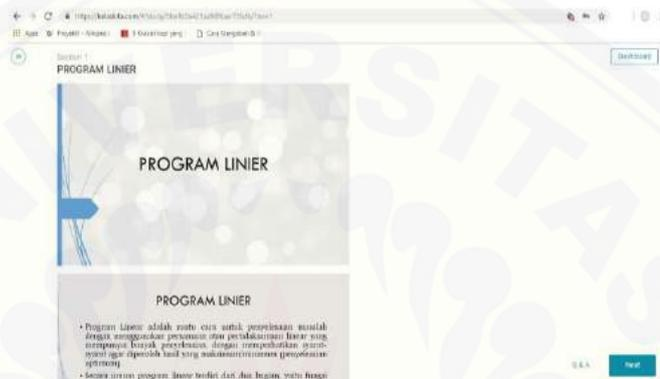 Apps
Section 1
PROGRAM LINIER
Dashboard
PROGRAM LINIER
PROGRAM LINIER
• Program Linear adalah suatu cara untuk penyelesaian masalah
dengan menggunakan persamaan atau pertidaksamaan linear yang
mempunyai banyak penyelesaian, dengan memperhatikan syarat-
syarat agar diperoleh hasil yang maksimum/minimum (penyelesaian
optimum)
• Secara umum program linear terdiri dari dua bagian, yaitu fungsi
Q & A
Next